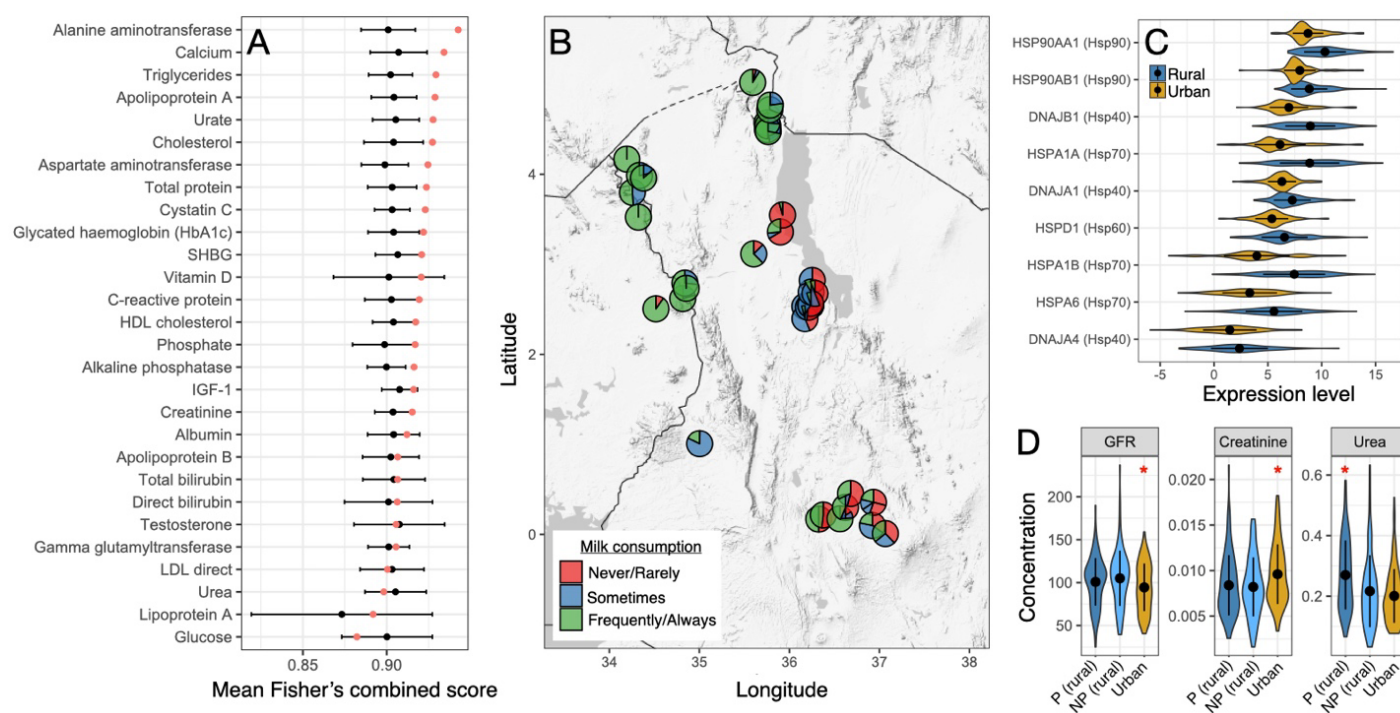 A
Alanine aminotransferase
Calcium
Triglycerides
Apolipoprotein A
Urate
Cholesterol
Aspartate aminotransferase
Total protein
Cystatin C
Glycated haemoglobin (HbA1c)
SHBG
Vitamin D
C-reactive protein
HDL cholesterol
Phosphate
Alkaline phosphatase
IGF-1
Creatinine
Albumin
Apolipoprotein B
Total bilirubin
Direct bilirubin
Testosterone
Gamma glutamyltransferase
LDL direct
Urea
Lipoprotein A
Glucose
0.85 0.90
Mean Fisher's combined score
B
Latitude
4
2
0
Milk consumption
Never/Rarely
Sometimes
Frequently/Always
34 35 36 37 38
Longitude
C
HSP90AA1 (Hsp90)
HSP90AB1 (Hsp90)
DNAJB1 (Hsp40)
HSPA1A (Hsp70)
DNAJA1 (Hsp40)
HSPD1 (Hsp60)
HSPA1B (Hsp70)
HSPA6 (Hsp70)
DNAJA4 (Hsp40)
Rural
Urban
-5 0 5 10 15
Expression level
D
Concentration
GFR
*
200
150
100
50
P (rural)
NP (rural)
Urban
Creatinine
*
0.020
0.015
0.010
0.005
P (rural)
NP (rural)
Urban
Urea
*
0.6
0.4
0.2
P (rural)
NP (rural)
Urban